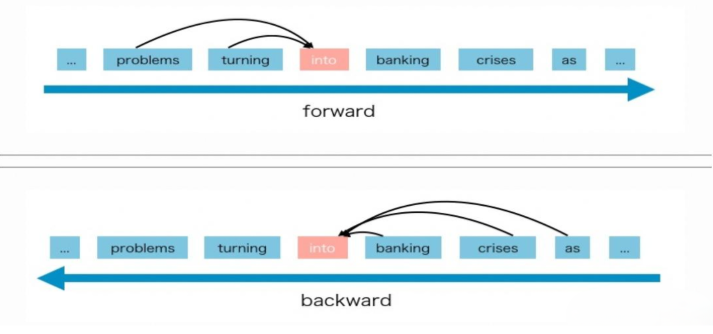 ... problems turning into banking crises as ...
forward
... problems turning into banking crises as ...
backward